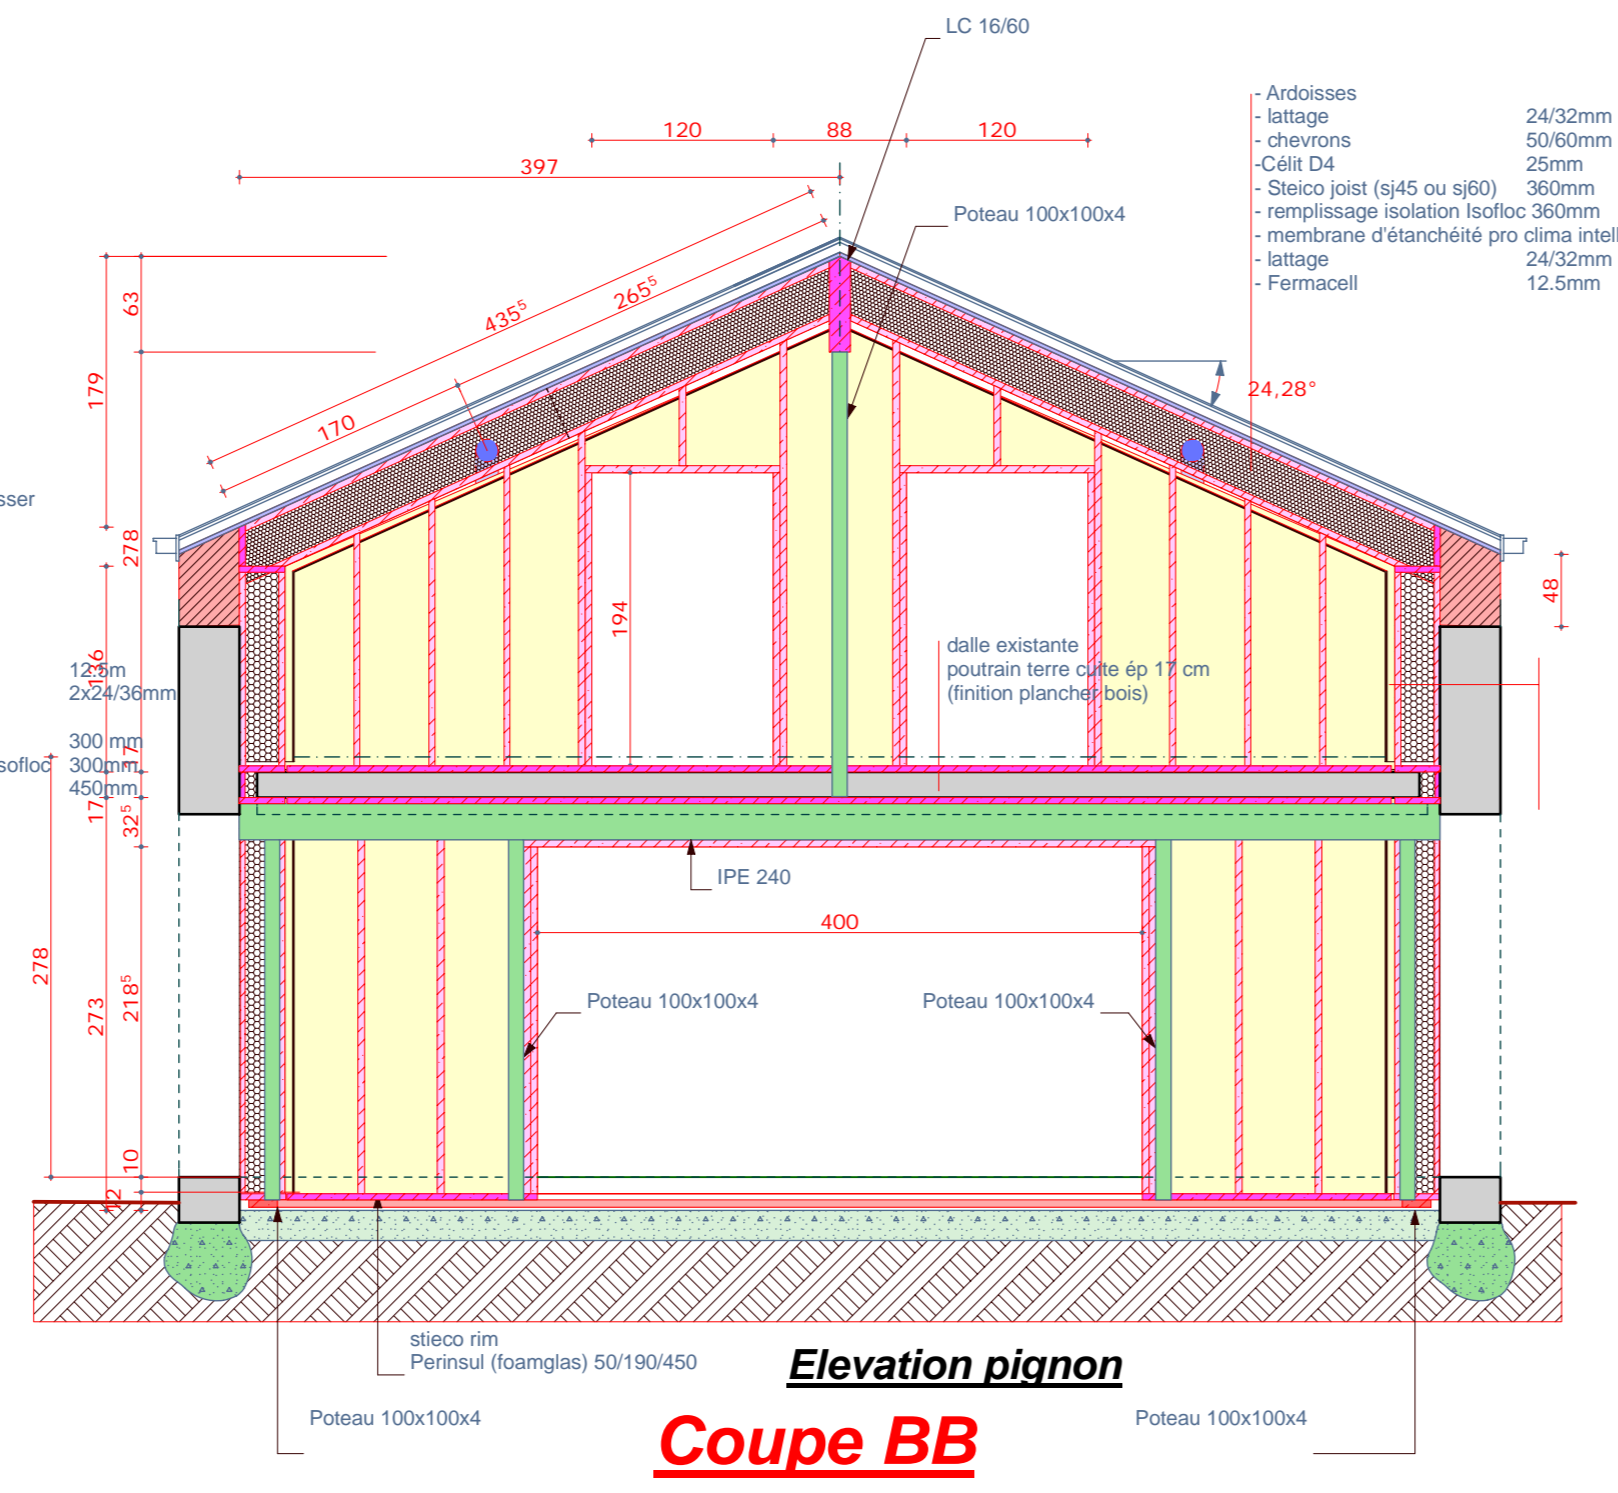 LC 16/60
- Ardoisses
- lattage 24/32mm
- chevrons 50/60mm
-Célit D4 25mm
- Steico joist (sj45 ou sj60) 360mm
- remplissage isolation Isofloc 360mm
- membrane d'étanchéité pro clima intell
- lattage 24/32mm
- Fermacell 12.5mm
120 88 120
397
Poteau 100x100x4
63
435⁵
265⁵
179
170
24,28°
sser
278
48
194
136
dalle existante
poutrain terre cuite ép 17 cm
(finition plancher bois)
12.5m
2x24/36mm
300 mm
17
sofloc 300mm
450mm
17
32⁵
IPE 240
400
278
273
218⁵
Poteau 100x100x4
Poteau 100x100x4
10
12
stieco rim
Perinsul (foamglas) 50/190/450
Elevation pignon
Poteau 100x100x4
Poteau 100x100x4
Coupe BB